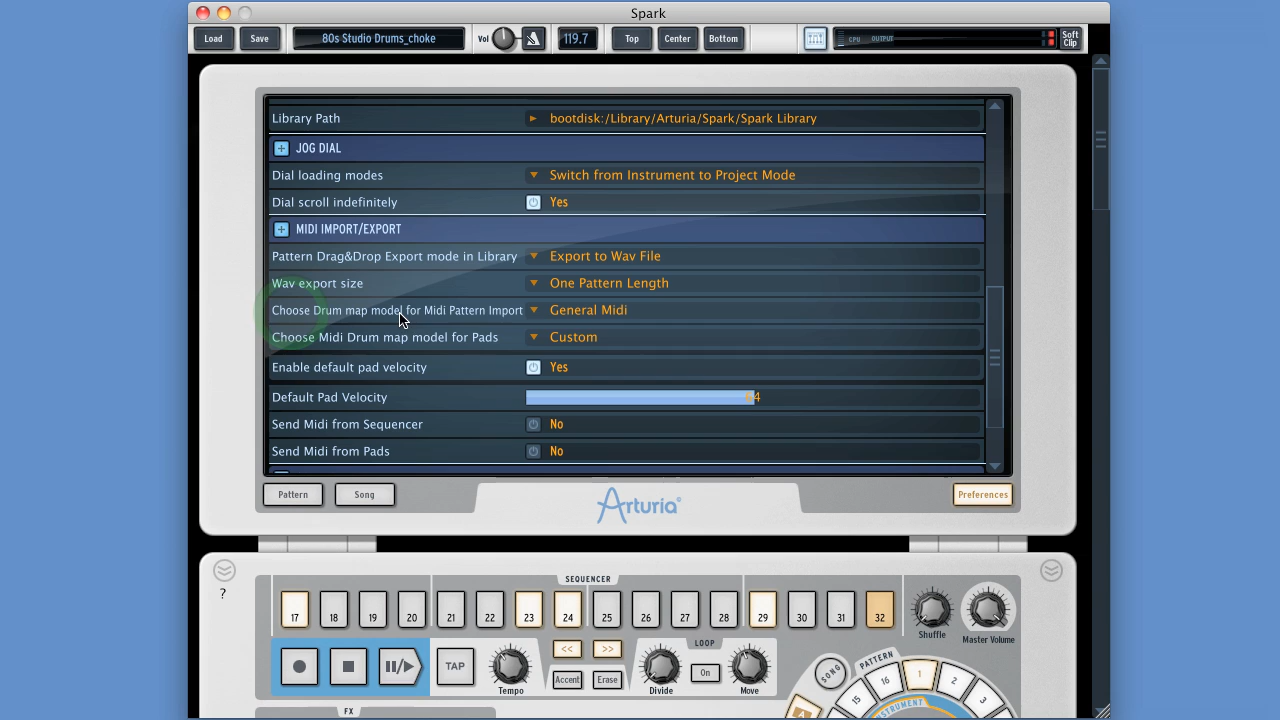 Spark
Load Save 80s Studio Drums_choke Vol 119.7 Top Center Bottom CPU OUTPUT Soft Clip
Library Path bootdisk:/Library/Arturia/Spark/Spark Library
JOG DIAL
Dial loading modes Switch from Instrument to Project Mode
Dial scroll indefinitely Yes
MIDI IMPORT/EXPORT
Pattern Drag&Drop Export mode in Library Export to Wav File
Wav export size One Pattern Length
Choose Drum map model for Midi Pattern Import General Midi
Choose Midi Drum map model for Pads Custom
Enable default pad velocity Yes
Default Pad Velocity
Send Midi from Sequencer No
Send Midi from Pads No
Pattern Song Arturia Preferences
SEQUENCER
?
17 18 19 20 21 22 23 24 25 26 27 28 29 30 31 32
Shuffle Master Volume
<< >> LOOP
TAP On
Tempo Accent Erase Divide Move
SONG PATTERN
15 16 1 2 3
INSTRUMENT
A
FX